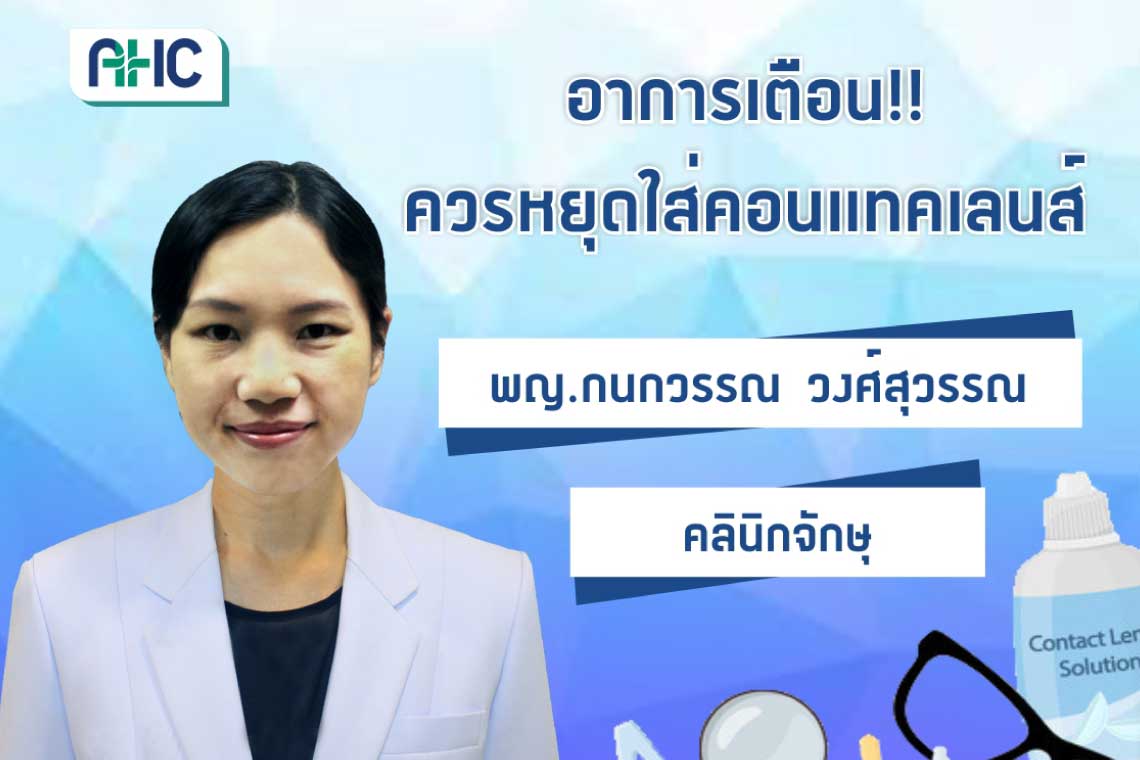 AHIC
อาการเตือน!!
ควรหยุดใส่คอนแทคเลนส์
พญ.กนกวรรณ วงศ์สุวรรณ
คลินิกจักษุ
Contact Len
Solution